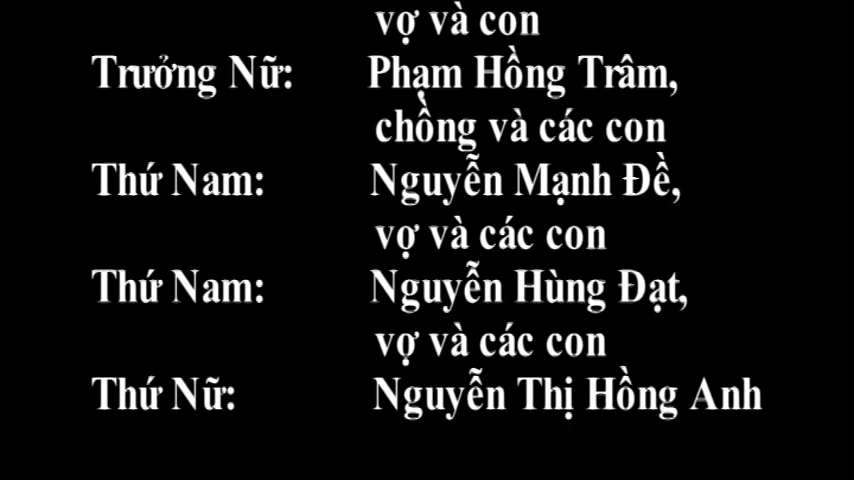 vợ và con
Trưởng Nữ: Phạm Hồng Trâm,
chồng và các con
Thứ Nam: Nguyễn Mạnh Đề,
vợ và các con
Thứ Nam: Nguyễn Hùng Đạt,
vợ và các con
Thứ Nữ: Nguyễn Thị Hồng Anh